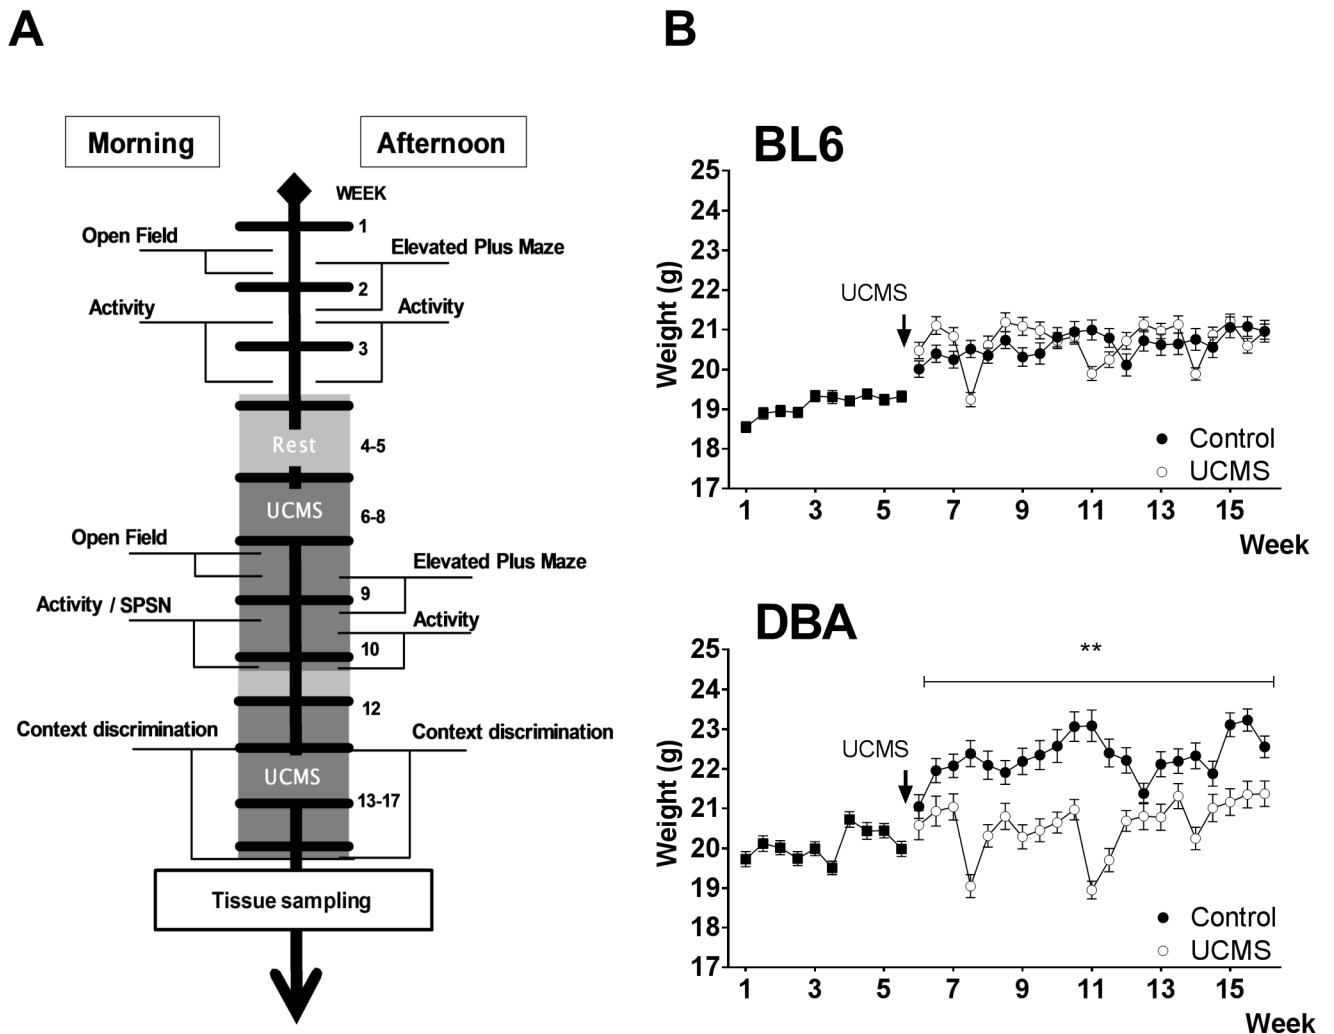 A
Morning
Afternoon
WEEK
1
Open Field
Elevated Plus Maze
2
Activity
Activity
3
Rest
4-5
UCMS
6-8
Open Field
Elevated Plus Maze
9
Activity / SPSN
Activity
10
12
Context discrimination
Context discrimination
UCMS
13-17
Tissue sampling
B
BL6
25
24
23
22
21
20
19
18
17
Weight (g)
UCMS
Control
UCMS
1 3 5 7 9 11 13 15
Week
DBA
25
24
23
22
21
20
19
18
17
Weight (g)
**
UCMS
Control
UCMS
1 3 5 7 9 11 13 15
Week